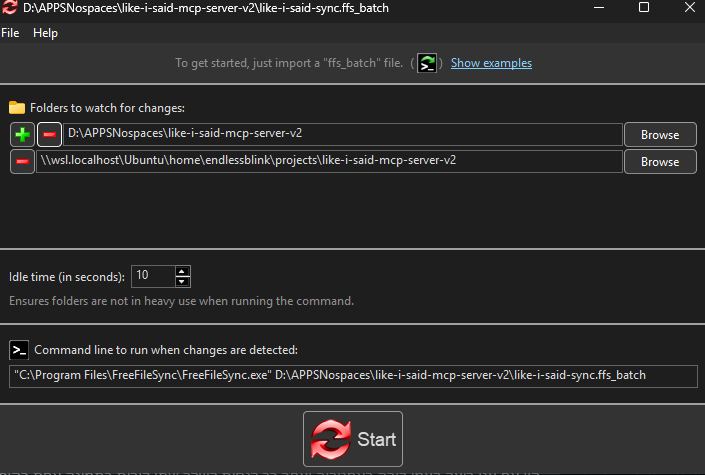 D:\APPSNospaces\like-i-said-mcp-server-v2\like-i-said-sync.ffs_batch
File Help
To get started, just import a "ffs_batch" file. ( ) Show examples
Folders to watch for changes:
D:\APPSNospaces\like-i-said-mcp-server-v2 Browse
\\wsl.localhost\Ubuntu\home\endlessblink\projects\like-i-said-mcp-server-v2 Browse
Idle time (in seconds): 10
Ensures folders are not in heavy use when running the command.
Command line to run when changes are detected:
"C:\Program Files\FreeFileSync\FreeFileSync.exe" D:\APPSNospaces\like-i-said-mcp-server-v2\like-i-said-sync.ffs_batch
Start